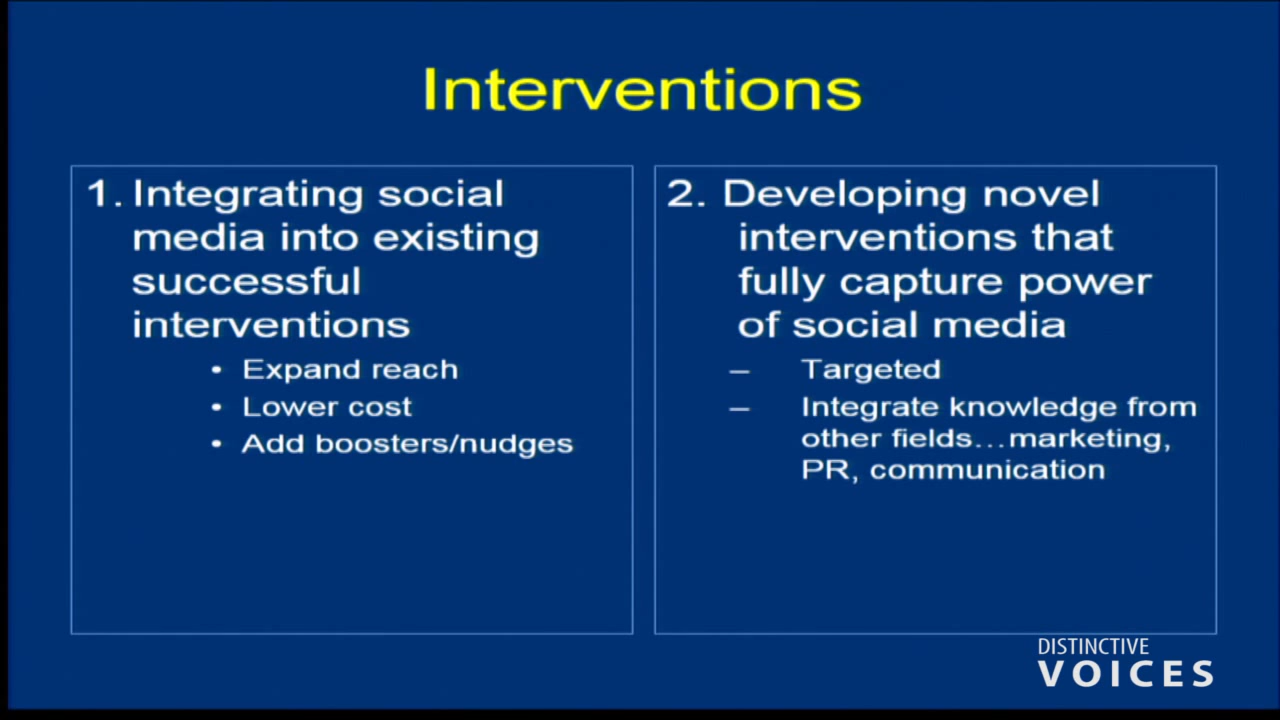 Interventions
1. Integrating social
media into existing
successful
interventions
• Expand reach
• Lower cost
• Add boosters/nudges
2. Developing novel
interventions that
fully capture power
of social media
– Targeted
– Integrate knowledge from
other fields...marketing,
PR, communication
DISTINCTIVE
VOICES